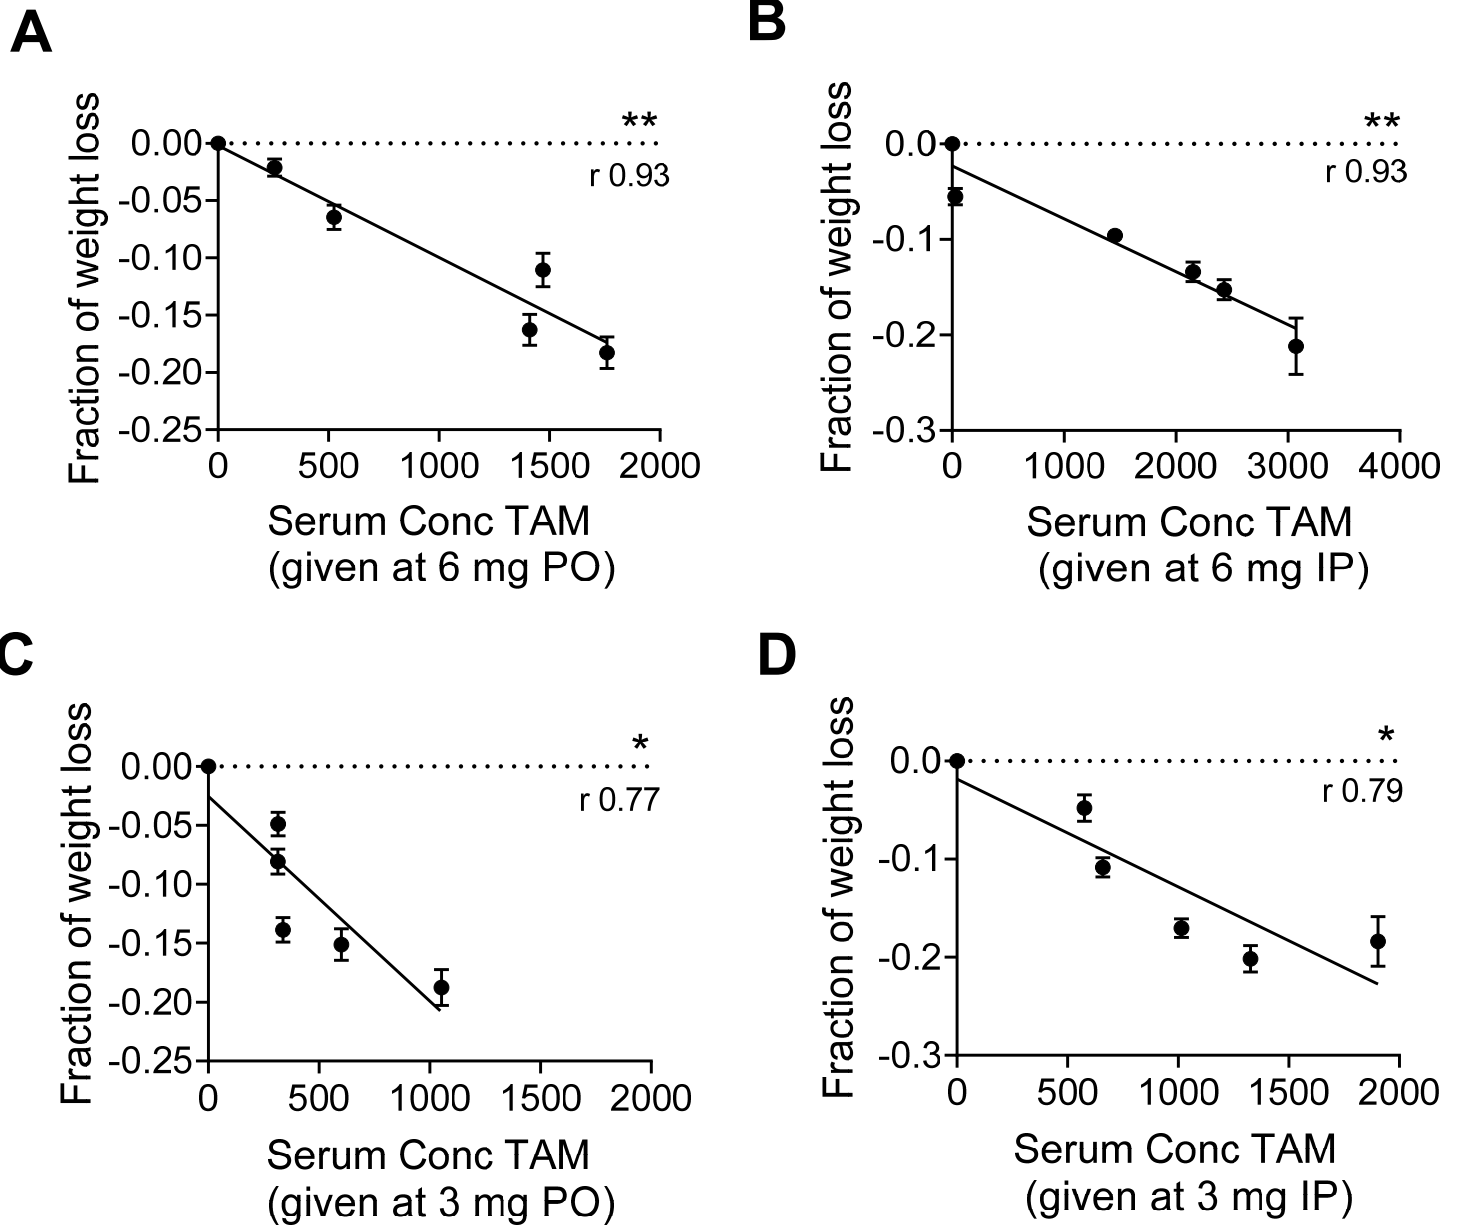 A
Fraction of weight loss
0.00
-0.05
-0.10
-0.15
-0.20
-0.25
**
r 0.93
0 500 1000 1500 2000
Serum Conc TAM
(given at 6 mg PO)
B
Fraction of weight loss
0.0
-0.1
-0.2
-0.3
**
r 0.93
0 1000 2000 3000 4000
Serum Conc TAM
(given at 6 mg IP)
C
Fraction of weight loss
0.00
-0.05
-0.10
-0.15
-0.20
-0.25
*
r 0.77
0 500 1000 1500 2000
Serum Conc TAM
(given at 3 mg PO)
D
Fraction of weight loss
0.0
-0.1
-0.2
-0.3
*
r 0.79
0 500 1000 1500 2000
Serum Conc TAM
(given at 3 mg IP)